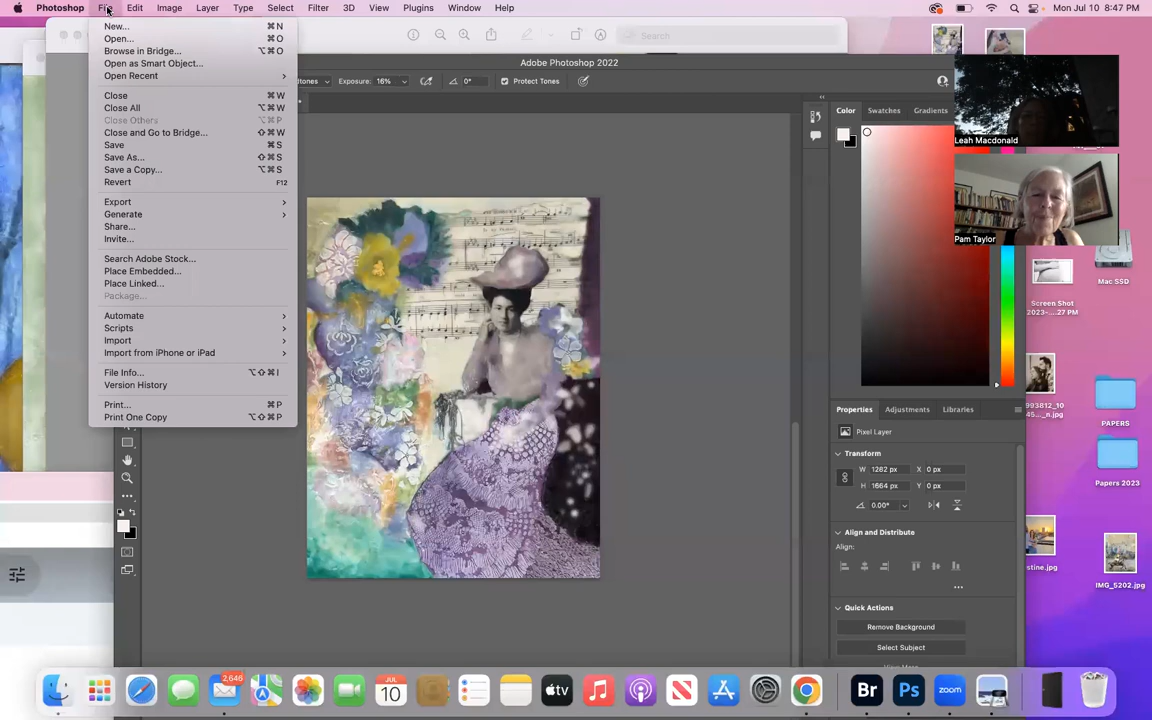 Photoshop File Edit Image Layer Type Select Filter 3D View Plugins Window Help Mon Jul 10 8:47 PM
New... ⌘N
Open... ⌘O
Browse in Bridge... ⌥⌘O
Open as Smart Object...
Open Recent >
Close ⌘W
Close All ⌥⌘W
Close Others ⌥⌘P
Close and Go to Bridge... ⇧⌘W
Save ⌘S
Save As... ⇧⌘S
Save a Copy... ⌥⌘S
Revert F12
Export >
Generate >
Share...
Invite...
Search Adobe Stock...
Place Embedded...
Place Linked...
Package...
Automate >
Scripts >
Import >
Import from iPhone or iPad >
File Info... ⌥⇧⌘I
Version History
Print... ⌘P
Print One Copy ⌥⇧⌘P
Search
Adobe Photoshop 2022
Exposure: 16% 0° Protect Tones
Color Swatches Gradients
Leah Macdonald
Pam Taylor
Properties Adjustments Libraries
Pixel Layer
Transform
W 1282 px X 0 px
H 1664 px Y 0 px
0.00°
Align and Distribute
Align:
Quick Actions
Remove Background
Select Subject
Mac SSD
Screen Shot
2023-....27 PM
993812_10
45..._n.jpg
PAPERS
Papers 2023
stine.jpg
IMG_5202.jpg
2,646
JUL
10
tv
Br
Ps
zoom